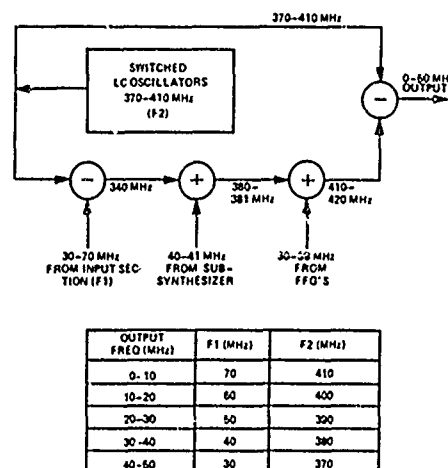 370-410 MHz
SWITCHED
LC OSCILLATORS
370-410 MHz
(F2)
0-50 MHz
OUTPUT
340 MHz
380-
381 MHz
410-
420 MHz
30-70 MHz
FROM INPUT SEC-
TION (F1)
40-41 MHz
FROM SUB-
SYNTHESIZER
FROM
FFO'S
OUTPUT
FREQ (MHz) F1 (MHz) F2 (MHz)
0-10 70 410
10-20 60 400
20-30 50 390
30-40 40 380
40-50 30 370